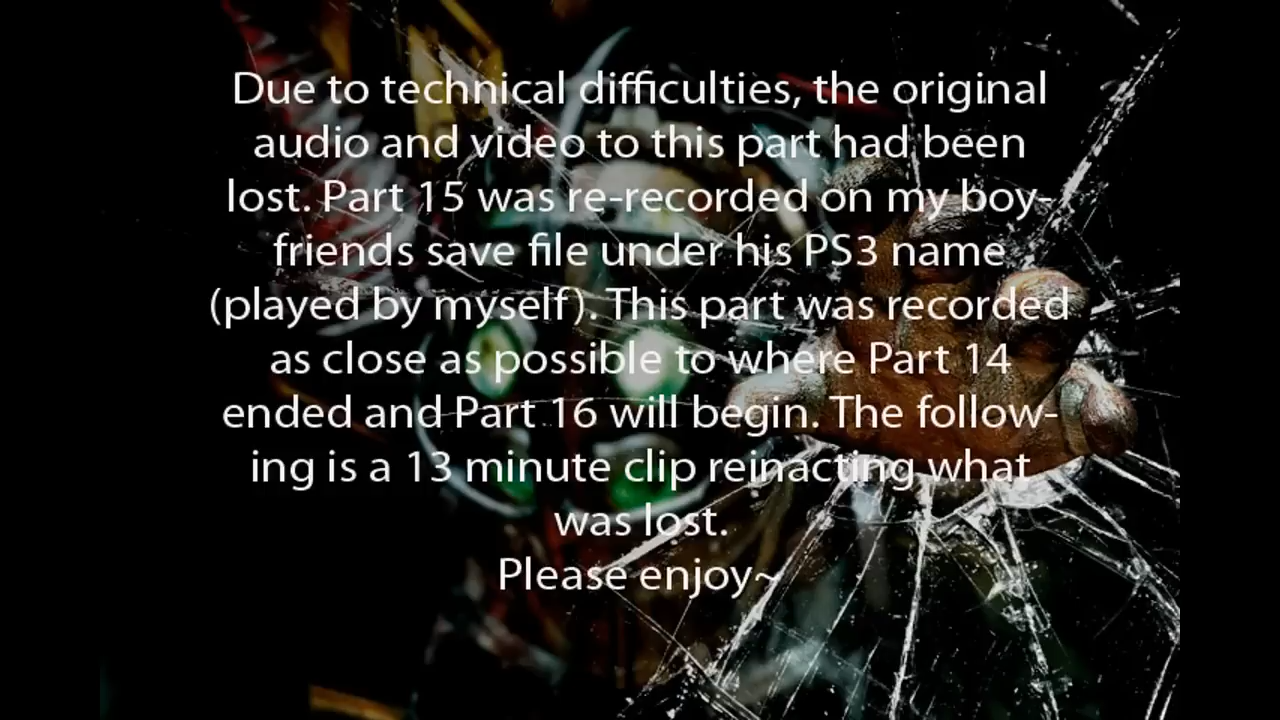 Due to technical difficulties, the original
audio and video to this part had been
lost. Part 15 was re-recorded on my boy-
friends save file under his PS3 name
(played by myself). This part was recorded
as close as possible to where Part 14
ended and Part 16 will begin. The follow-
ing is a 13 minute clip reinacting what
was lost.
Please enjoy~